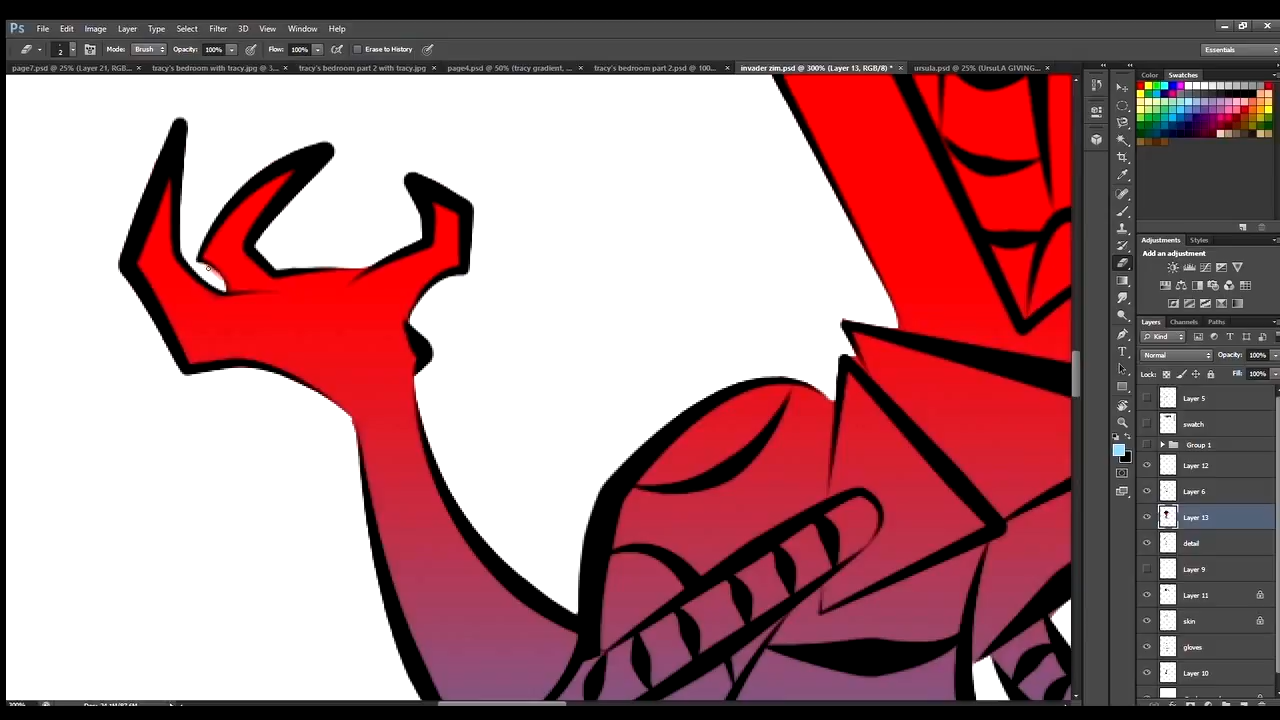 Ps File Edit Image Layer Type Select Filter 3D View Window Help
2 Mode: Brush Opacity: 100% Flow: 100% Erase to History Essentials
page7.psd @ 25% (Layer 21, RGB... × tracy's bedroom with tracy.jpg @ 3... × tracy's bedroom part 2 with tracy.jpg × page4.psd @ 50% (tracy gradient, ... × tracy's bedroom part 2.psd @ 100... × invader zim.psd @ 300% (Layer 13, RGB/8) * × ursula.psd @ 25% (UrsuLA GIVING... ×
Color Swatches
Adjustments Styles
Add an adjustment
Layers Channels Paths
Kind
Normal Opacity: 100%
Lock: Fill: 100%
Layer 5
swatch
Group 1
Layer 12
Layer 6
Layer 13
detail
Layer 9
Layer 11
skin
gloves
Layer 10